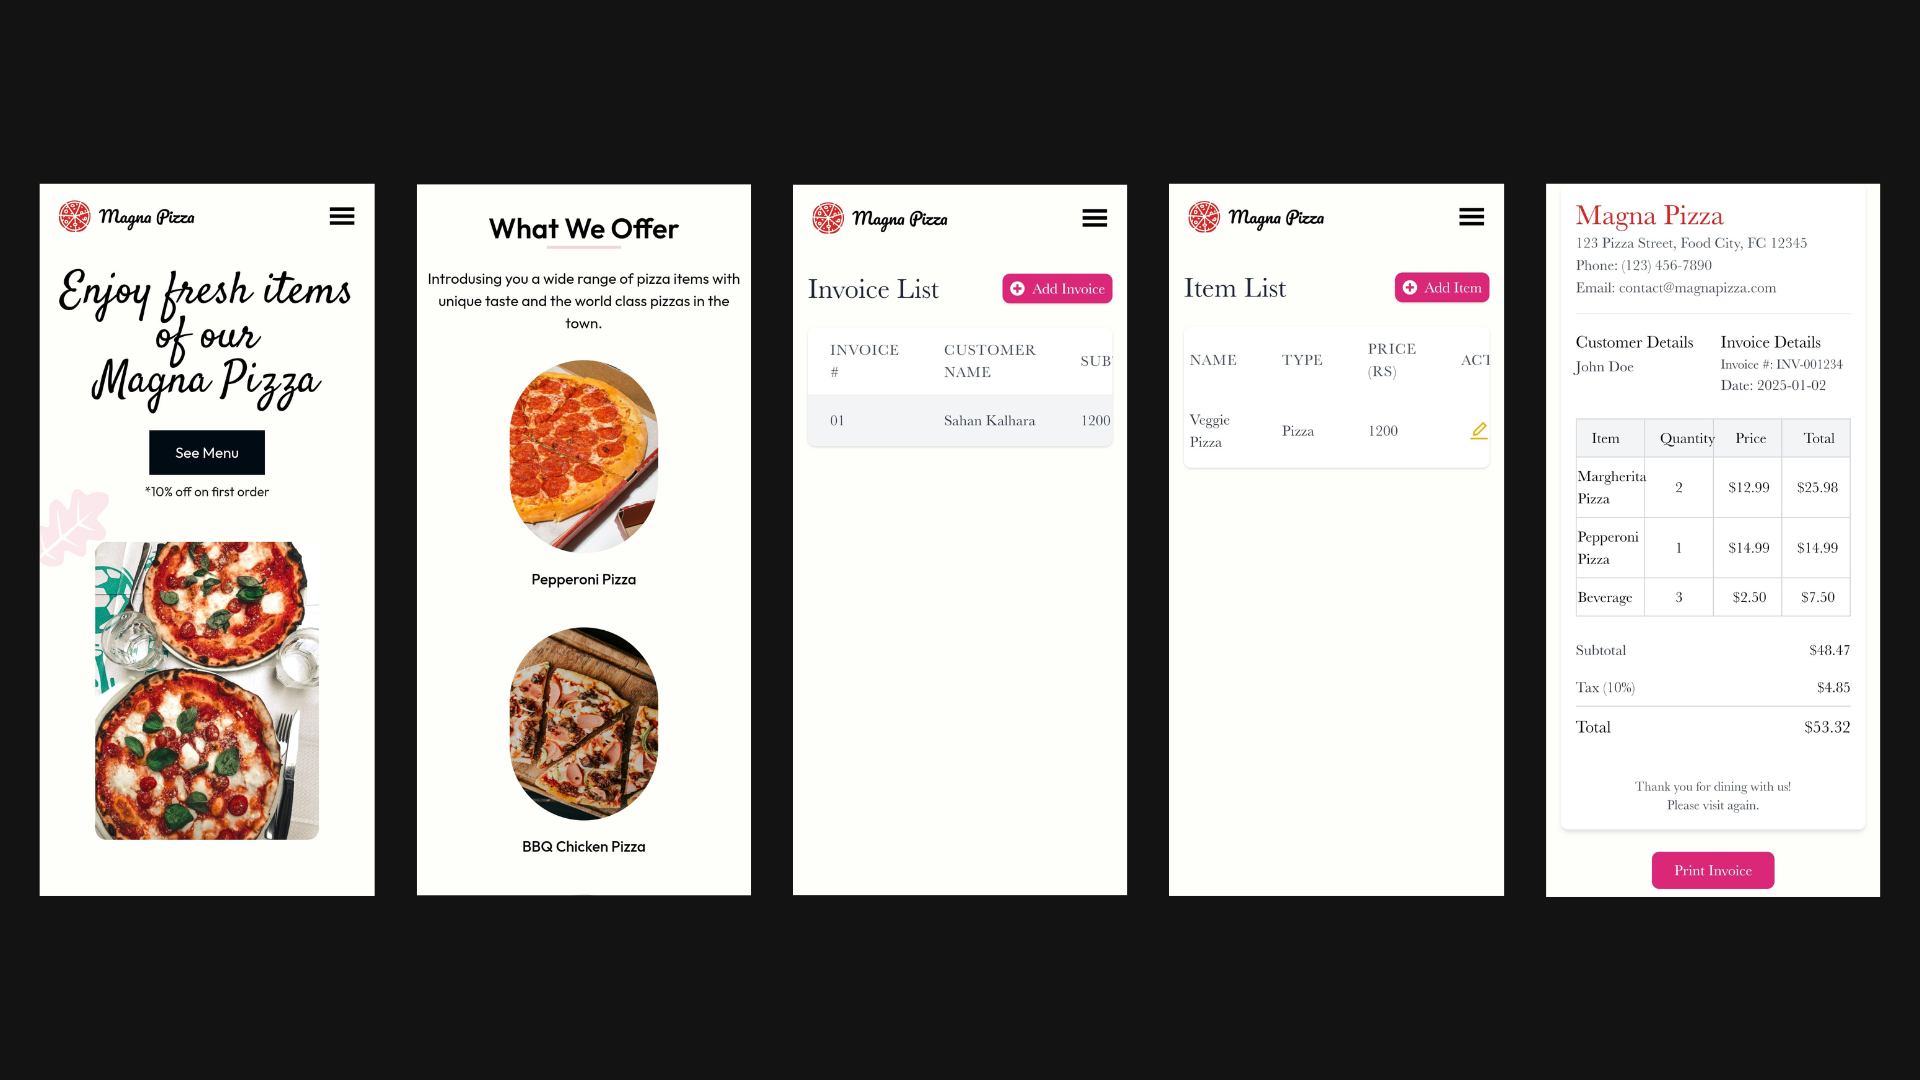 Magna Pizza
Enjoy fresh items
of our
Magna Pizza
See Menu
*10% off on first order
What We Offer
Introdusing you a wide range of pizza items with
unique taste and the world class pizzas in the
town.
Pepperoni Pizza
BBQ Chicken Pizza
Magna Pizza
Invoice List
Add Invoice
INVOICE
#
CUSTOMER
NAME
SUB
01
Sahan Kalhara
1200
Magna Pizza
Item List
Add Item
NAME
TYPE
PRICE
(RS)
ACT
Veggie
Pizza
Pizza
1200
Magna Pizza
123 Pizza Street, Food City, FC 12345
Phone: (123) 456-7890
Email: contact@magnapizza.com
Customer Details
John Doe
Invoice Details
Invoice #: INV-001234
Date: 2025-01-02
Item Quantity Price Total
Margherita
Pizza
2 $12.99 $25.98
Pepperoni
Pizza
1 $14.99 $14.99
Beverage 3 $2.50 $7.50
Subtotal $48.47
Tax (10%) $4.85
Total $53.32
Thank you for dining with us!
Please visit again.
Print Invoice